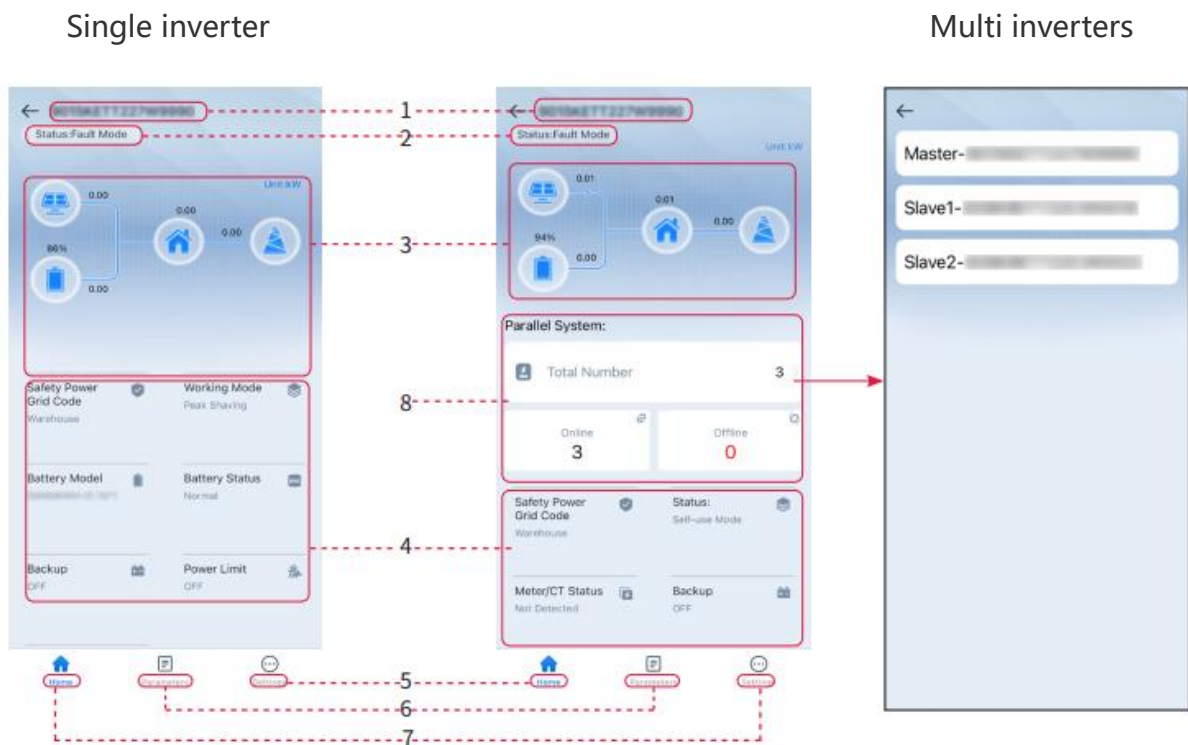 Single inverter
Multi inverters
Status:Fault Mode
Unit:kW
0.00
0.00
0.00
86%
0.00
Safety Power
Grid Code
Warehouse
Working Mode
Peak Shaving
Battery Model
Battery Status
Normal
Backup
OFF
Power Limit
OFF
Home
Parameters
Settings
1
2
3
8
4
5
6
7
Status:Fault Mode
Unit:kW
0.01
0.01
0.00
94%
0.00
Parallel System:
Total Number 3
Online
3
Offline
0
Safety Power
Grid Code
Warehouse
Status:
Self-use Mode
Meter/CT Status
Not Detected
Backup
OFF
Home
Parameters
Setting
Master-
Slave1-
Slave2-